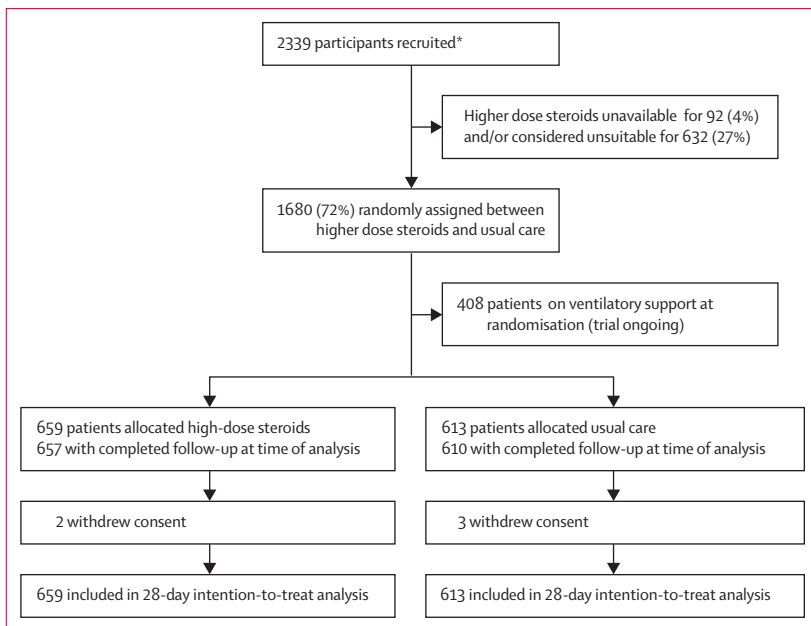 2339 participants recruited*
Higher dose steroids unavailable for 92 (4%)
and/or considered unsuitable for 632 (27%)
1680 (72%) randomly assigned between
higher dose steroids and usual care
408 patients on ventilatory support at
randomisation (trial ongoing)
659 patients allocated high-dose steroids
657 with completed follow-up at time of analysis
613 patients allocated usual care
610 with completed follow-up at time of analysis
2 withdrew consent
3 withdrew consent
659 included in 28-day intention-to-treat analysis
613 included in 28-day intention-to-treat analysis